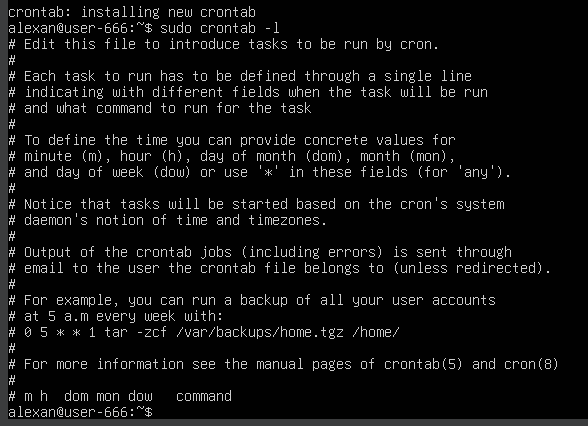 crontab: installing new crontab
alexan@user-666:~$ sudo crontab -l
# Edit this file to introduce tasks to be run by cron.
#
# Each task to run has to be defined through a single line
# indicating with different fields when the task will be run
# and what command to run for the task
#
# To define the time you can provide concrete values for
# minute (m), hour (h), day of month (dom), month (mon),
# and day of week (dow) or use '*' in these fields (for 'any').
#
# Notice that tasks will be started based on the cron's system
# daemon's notion of time and timezones.
#
# Output of the crontab jobs (including errors) is sent through
# email to the user the crontab file belongs to (unless redirected).
#
# For example, you can run a backup of all your user accounts
# at 5 a.m every week with:
# 0 5 * * 1 tar -zcf /var/backups/home.tgz /home/
#
# For more information see the manual pages of crontab(5) and cron(8)
#
# m h  dom mon dow   command
alexan@user-666:~$